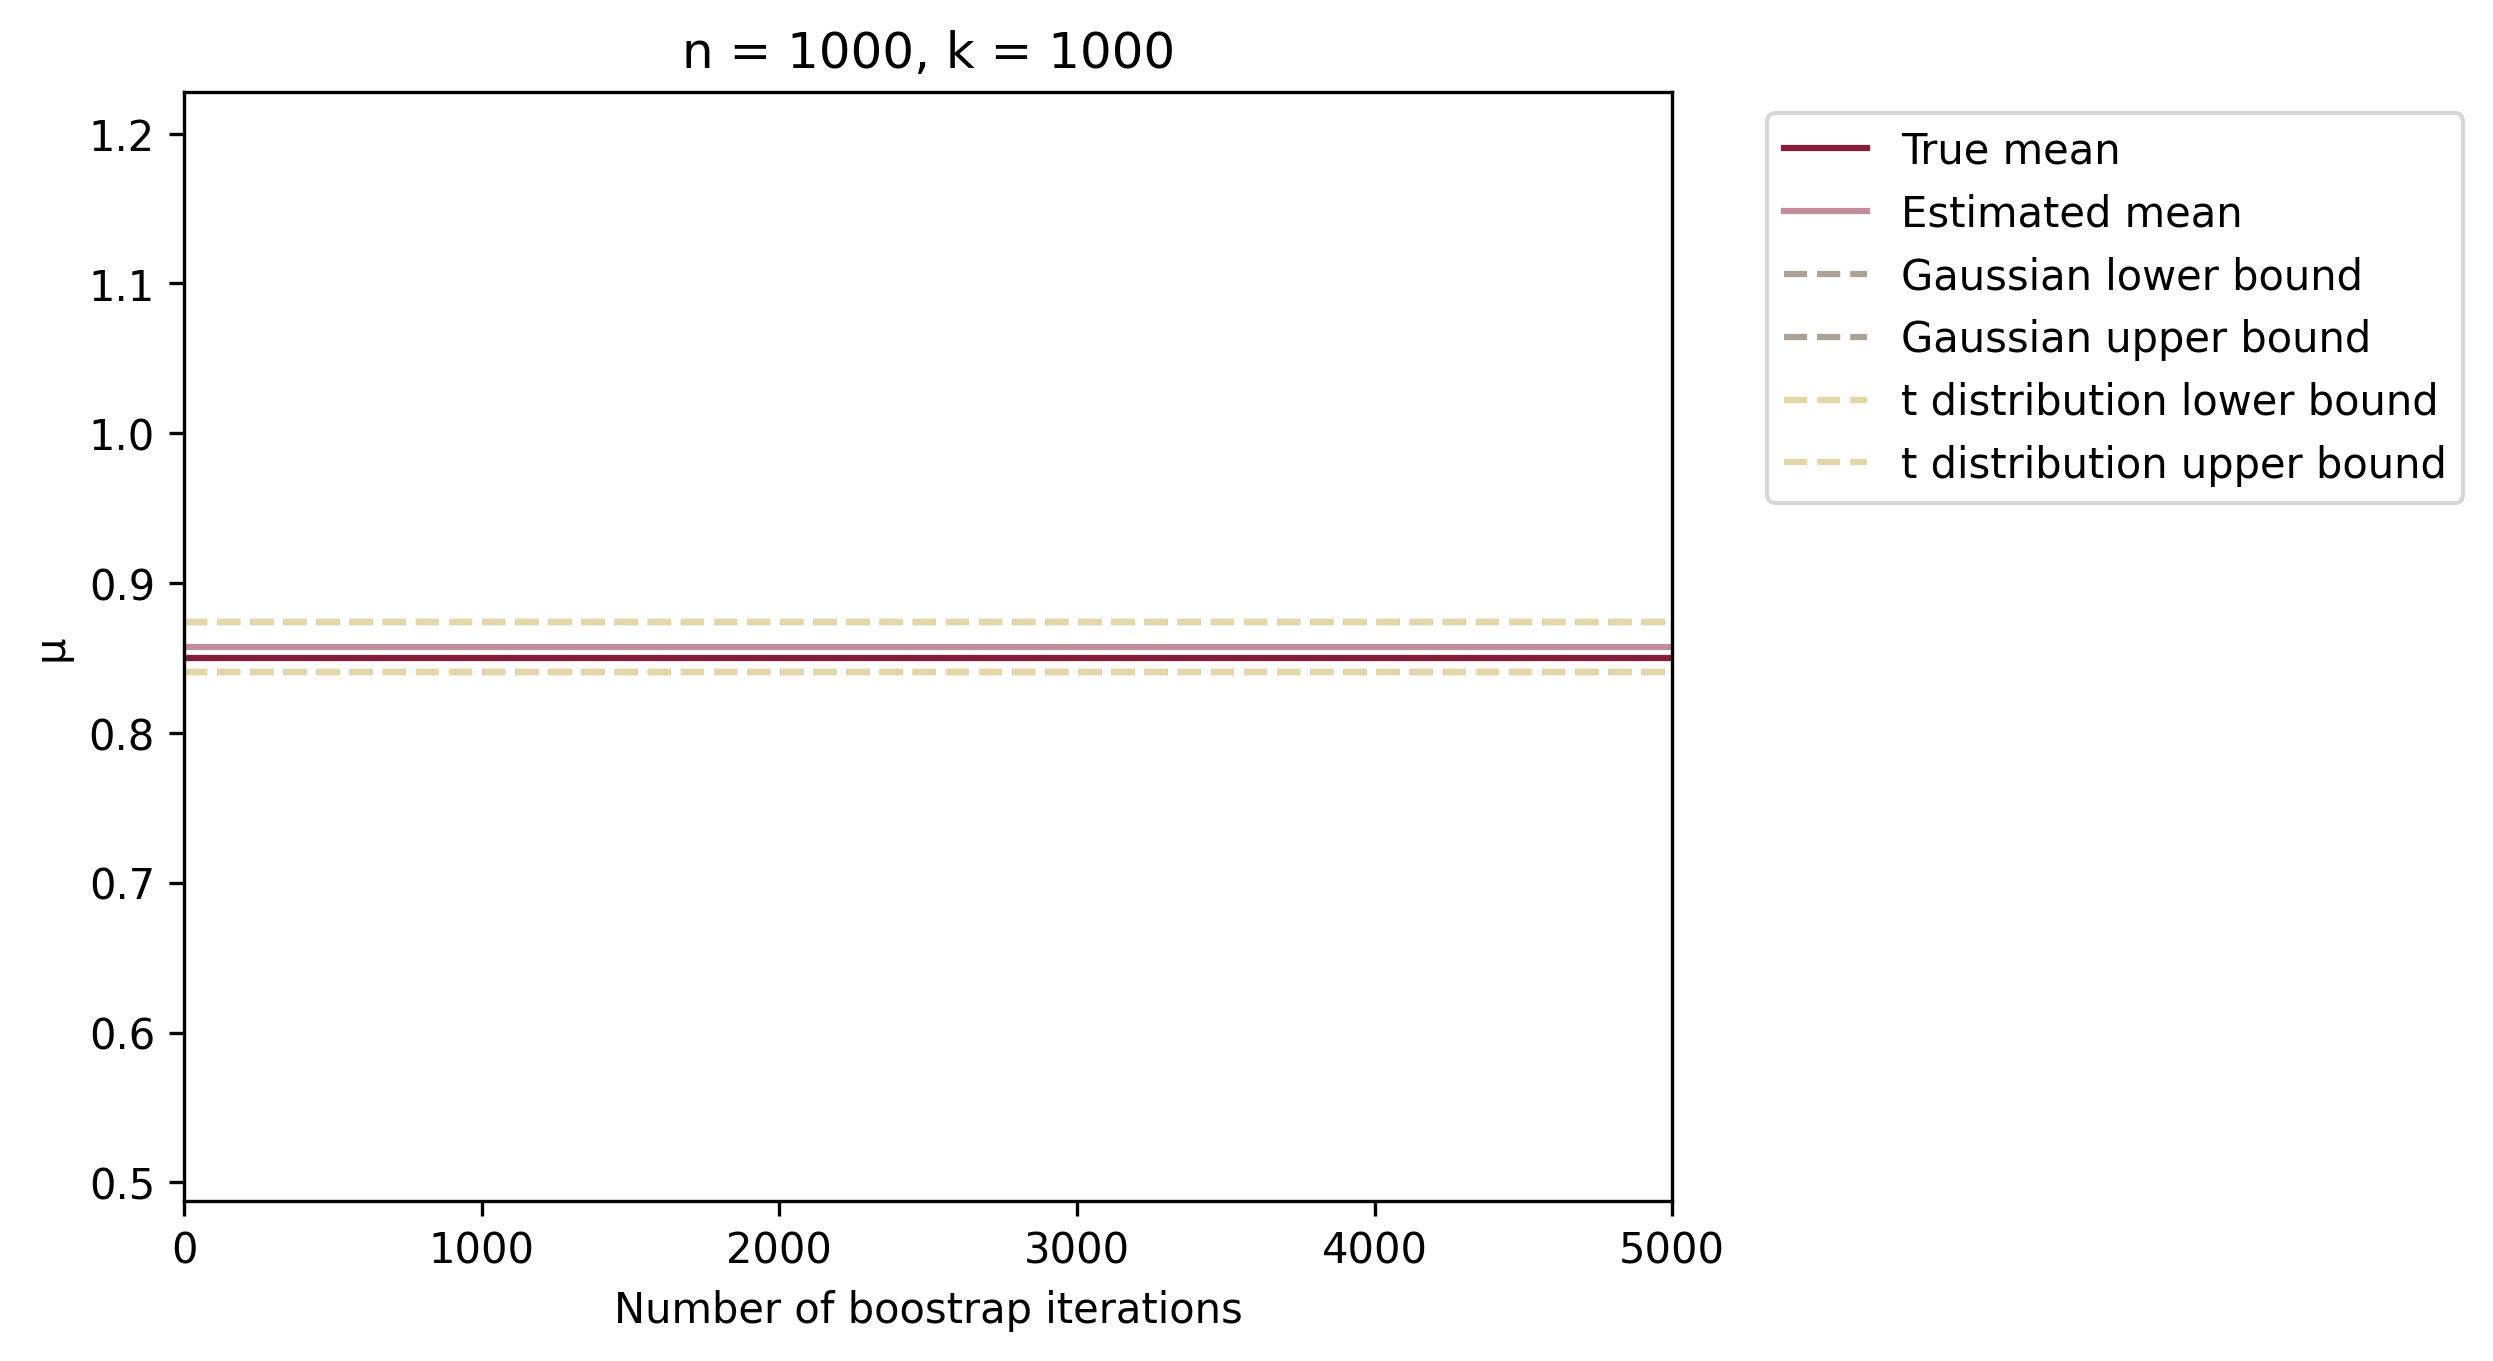 n = 1000, k = 1000
1.2
1.1
1.0
0.9
0.8
0.7
0.6
0.5
μ
0
1000
2000
3000
4000
5000
Number of boostrap iterations
True mean
Estimated mean
Gaussian lower bound
Gaussian upper bound
t distribution lower bound
t distribution upper bound